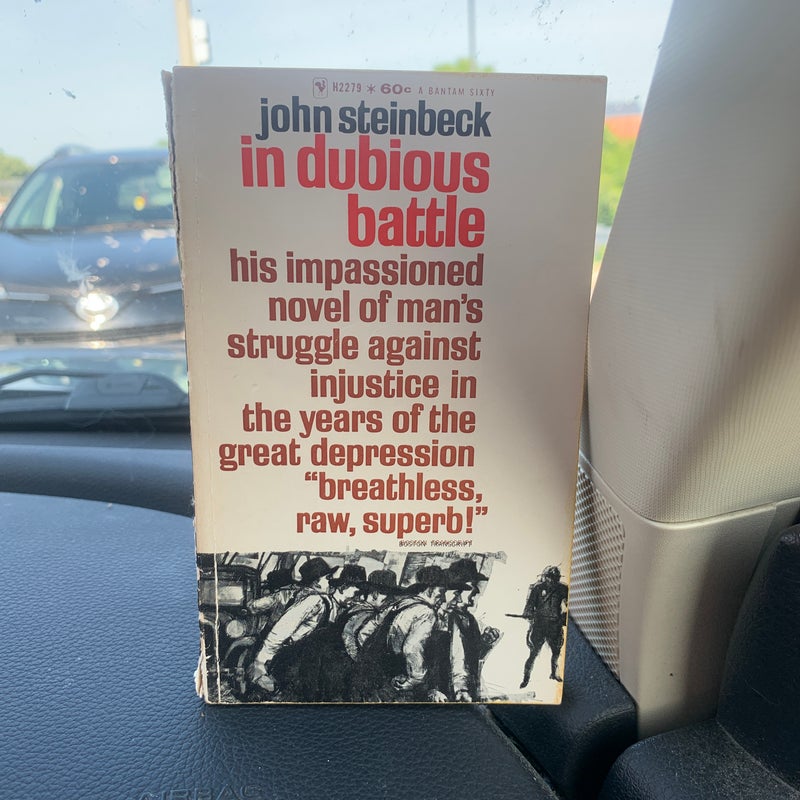 H2279 * 60c A BANTAM SIXTY
john steinbeck
in dubious
battle
his impassioned
novel of man's
struggle against
injustice in
the years of the
great depression
“breathless,
raw, superb!”
BOSTON TRANSCRIPT
AIRBAG